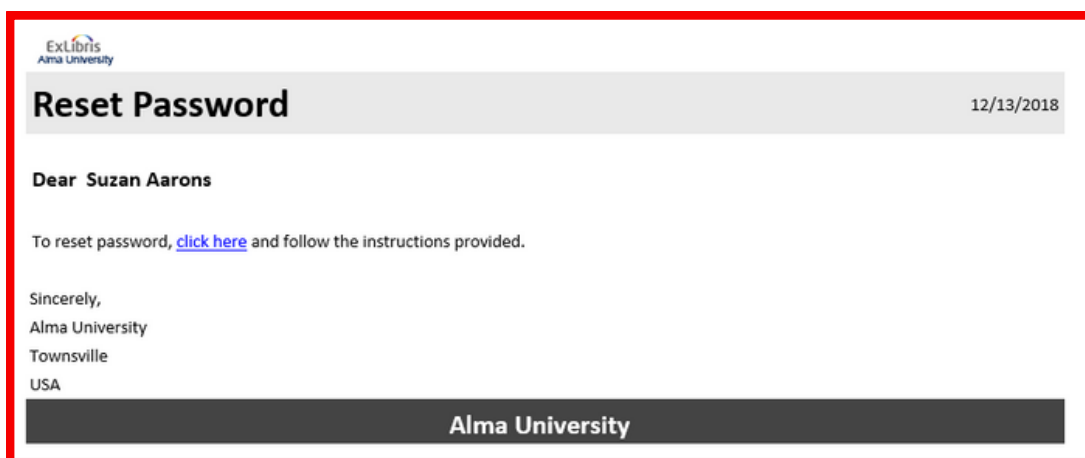 ExLibris
Alma University
Reset Password 12/13/2018
Dear Suzan Aarons
To reset password, click here and follow the instructions provided.
Sincerely,
Alma University
Townsville
USA
Alma University